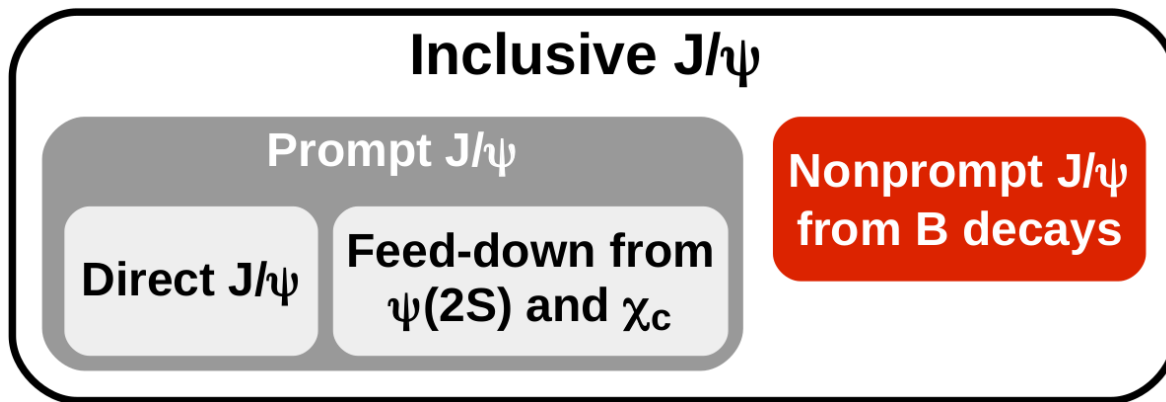 Inclusive J/ψ
Prompt J/ψ
Direct J/ψ
Feed-down from
ψ(2S) and χc
Nonprompt J/ψ
from B decays